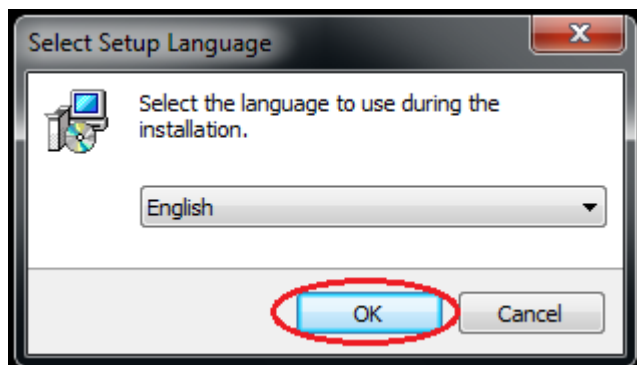 Select Setup Language
Select the language to use during the
installation.
English
OK
Cancel